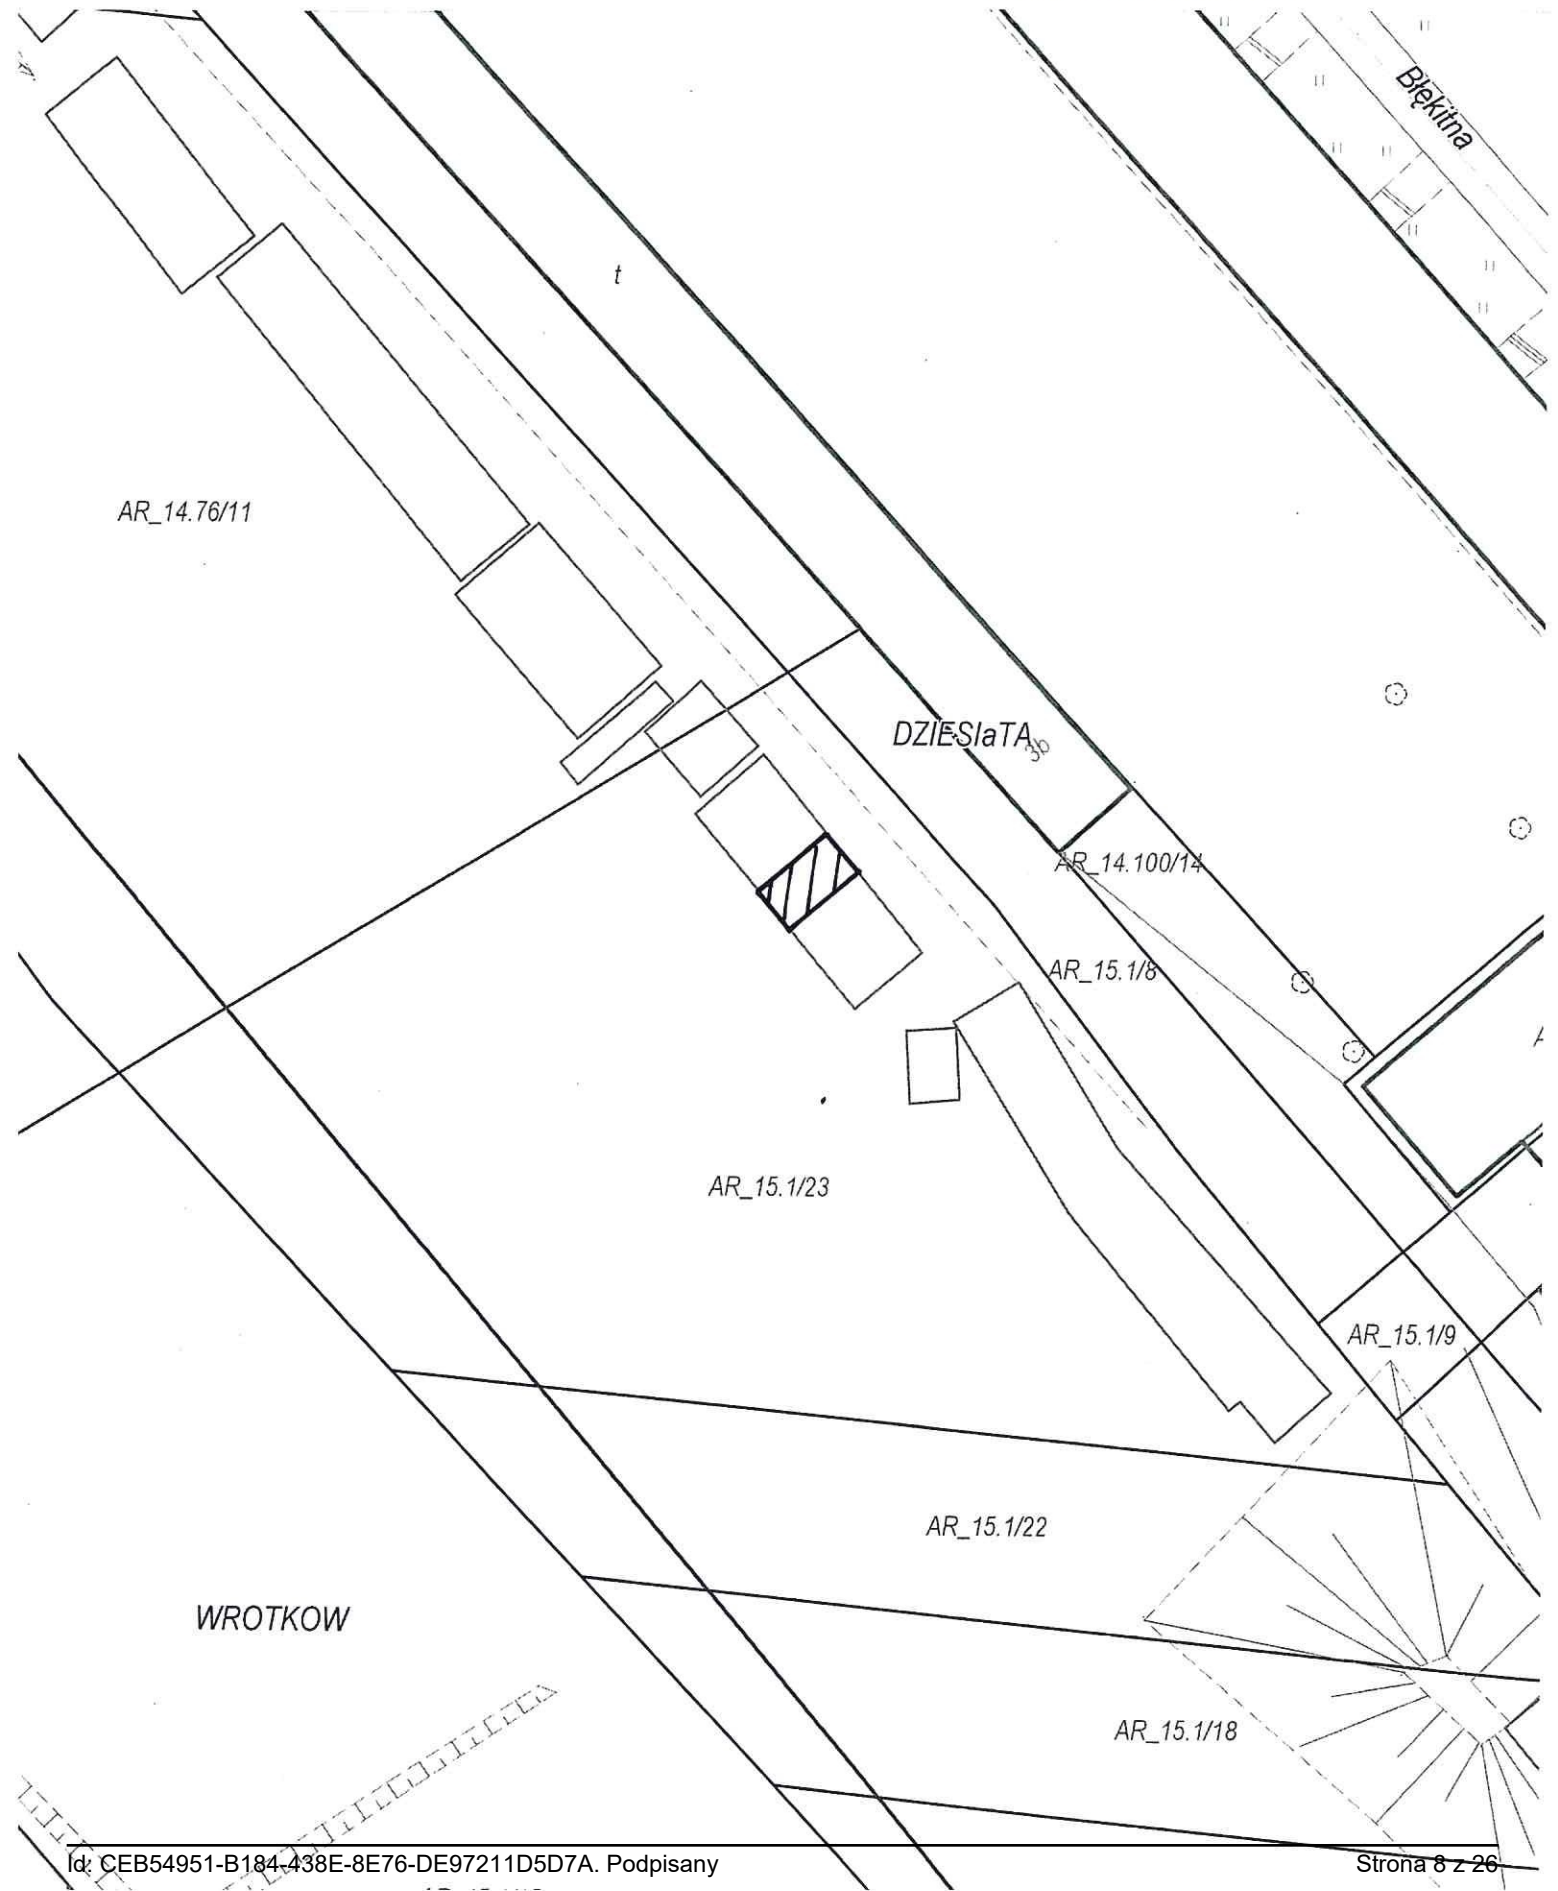 Błękitna
t
AR_14.76/11
DZIESIaTA
3b
AR_14.100/14
AR_15.1/8
AR_15.1/23
AR_15.1/9
AR_15.1/22
WROTKOW
AR_15.1/18
Id: CEB54951-B184-438E-8E76-DE97211D5D7A. Podpisany
Strona 8 z 26